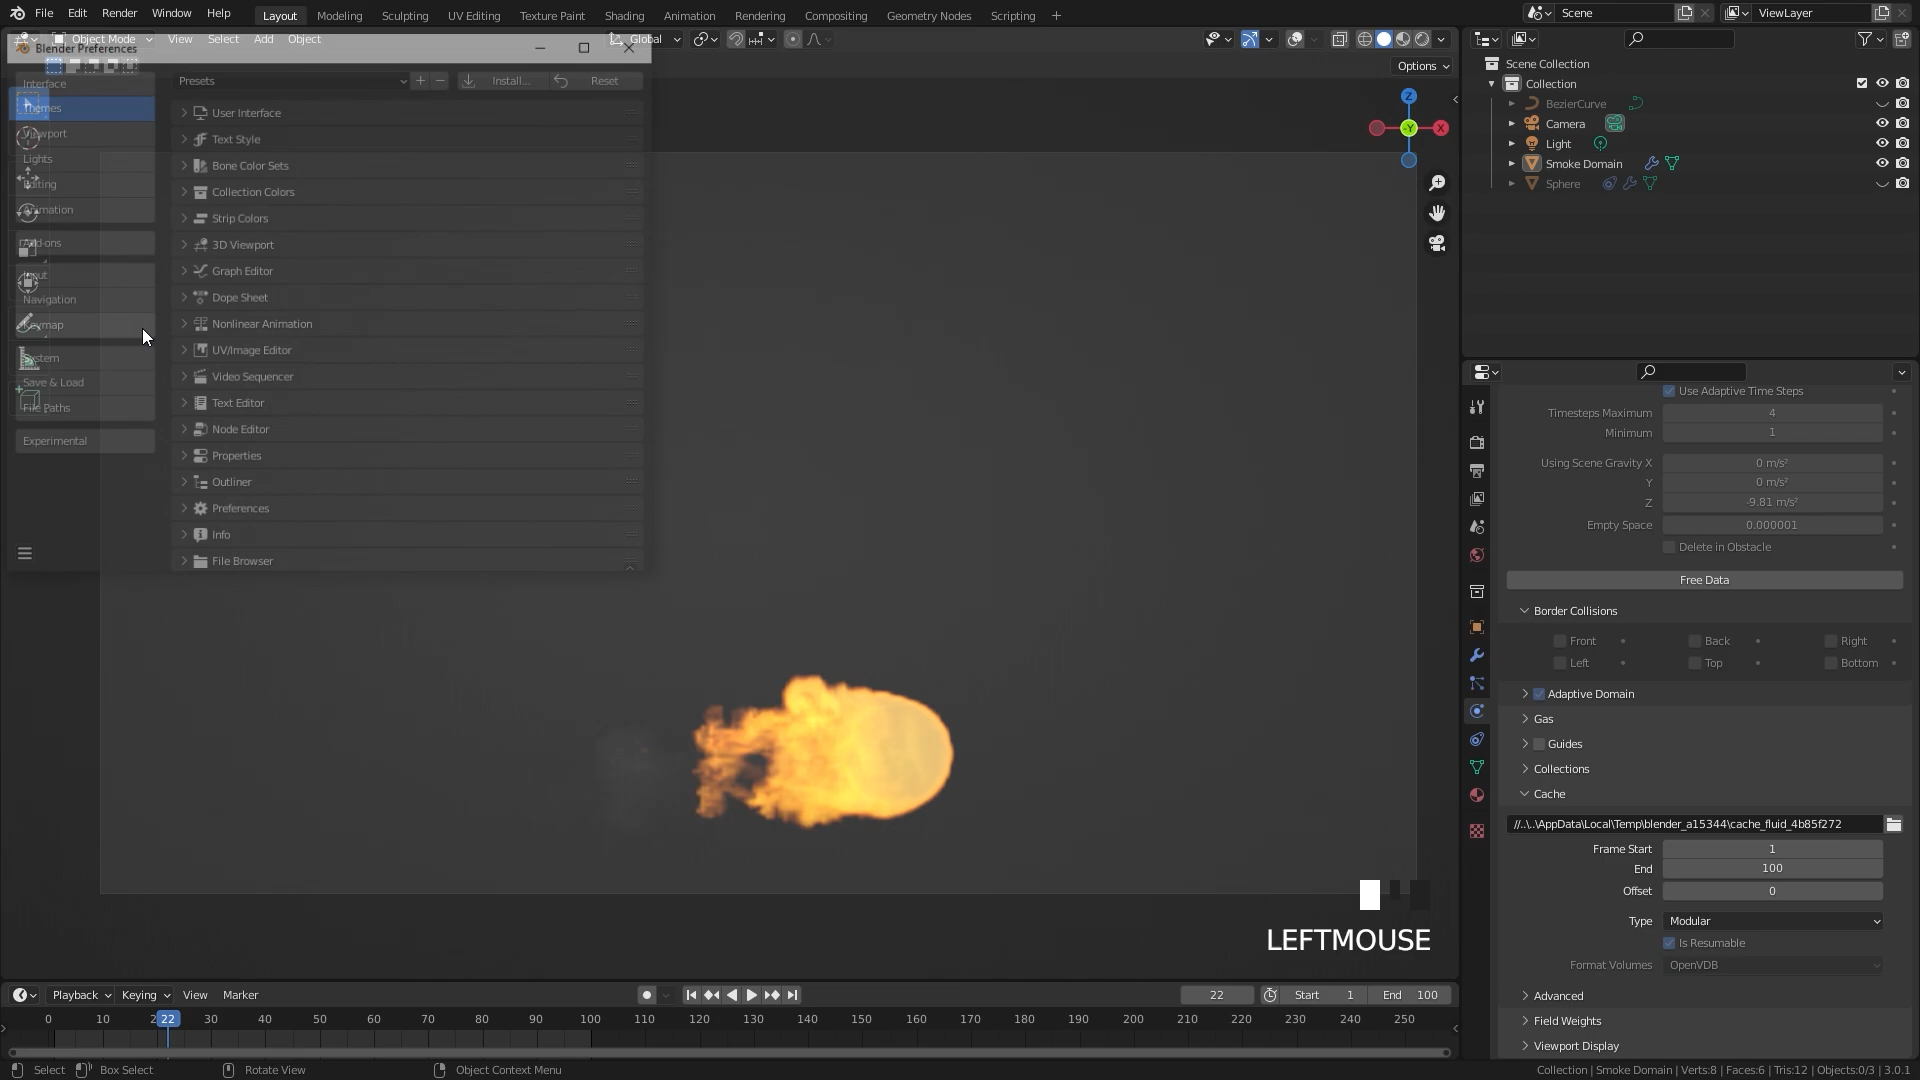 File Edit Render Window Help Layout Modeling Sculpting UV Editing Texture Paint Shading Animation Rendering Compositing Geometry Nodes Scripting + Scene ViewLayer
Object Mode View Select Add Object Global
Blender Preferences
Options
Interface
Themes
Viewport
Lights
Editing
Animation
Add-ons
Input
Navigation
Keymap
System
Save & Load
File Paths
Experimental
Presets Install... Reset
User Interface
Text Style
Bone Color Sets
Collection Colors
Strip Colors
3D Viewport
Graph Editor
Dope Sheet
Nonlinear Animation
UV/Image Editor
Video Sequencer
Text Editor
Node Editor
Properties
Outliner
Preferences
Info
File Browser
Z
-Y X
LEFTMOUSE
Scene Collection
Collection
BezierCurve
Camera
Light
Smoke Domain
Sphere
Use Adaptive Time Steps
Timesteps Maximum 4
Minimum 1
Using Scene Gravity X 0 m/s²
Y 0 m/s²
Z -9.81 m/s²
Empty Space 0.000001
Delete in Obstacle
Free Data
Border Collisions
Front Back Right
Left Top Bottom
Adaptive Domain
Gas
Guides
Collections
Cache
//..\..\AppData\Local\Temp\blender_a15344\cache_fluid_4b85f272
Frame Start 1
End 100
Offset 0
Type Modular
Is Resumable
Format Volumes OpenVDB
Advanced
Field Weights
Viewport Display
Playback Keying View Marker 22 Start 1 End 100
0 10 22 30 40 50 60 70 80 90 100 110 120 130 140 150 160 170 180 190 200 210 220 230 240 250
Select Box Select Rotate View Object Context Menu Collection | Smoke Domain | Verts:8 | Faces:6 | Tris:12 | Objects:0/3 | 3.0.1